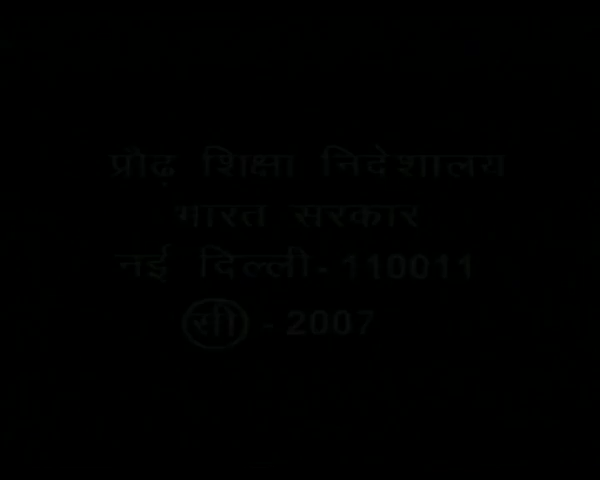 प्रौढ़ शिक्षा निदेशालय
भारत सरकार
नई दिल्ली - 110011
सी - 2007